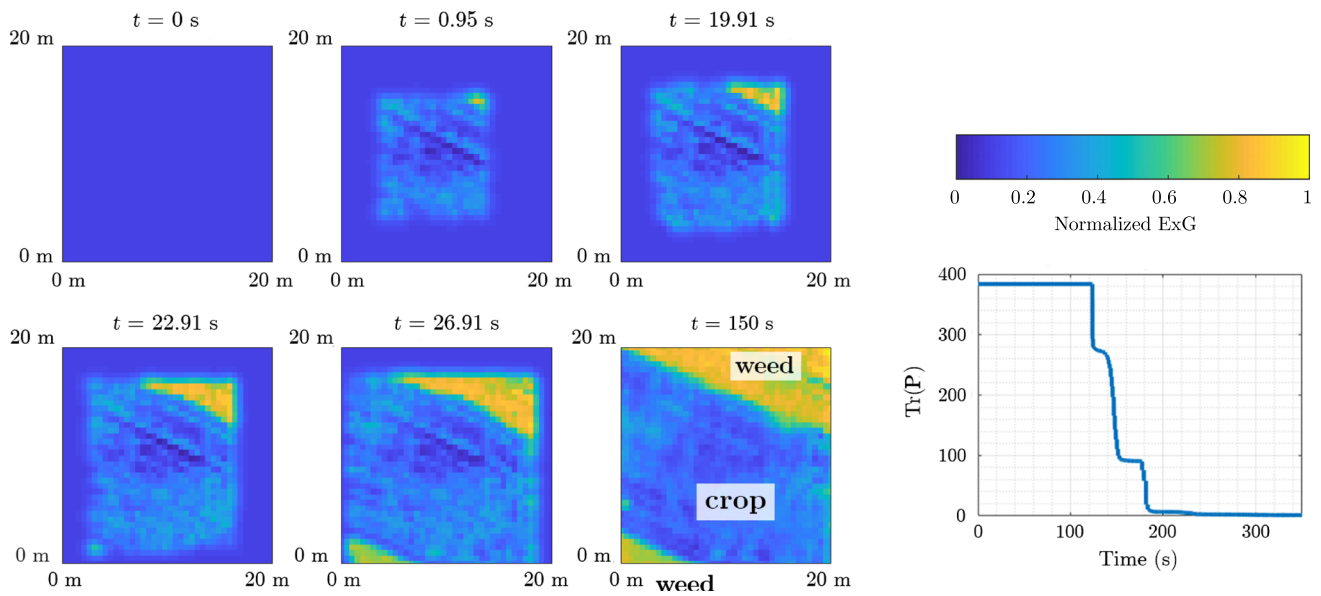 t = 0 s
t = 0.95 s
t = 19.91 s
20 m
20 m
20 m
0 m
0 m
0 m
0 m 20 m
0 m 20 m
0 m 20 m
0 0.2 0.4 0.6 0.8 1
Normalized ExG
t = 22.91 s
t = 26.91 s
t = 150 s
20 m
20 m
20 m
weed
crop
0 m
0 m
0 m
0 m 20 m
0 m 20 m
0 m weed 20 m
400
300
200
100
0
Tr(P)
0 100 200 300
Time (s)